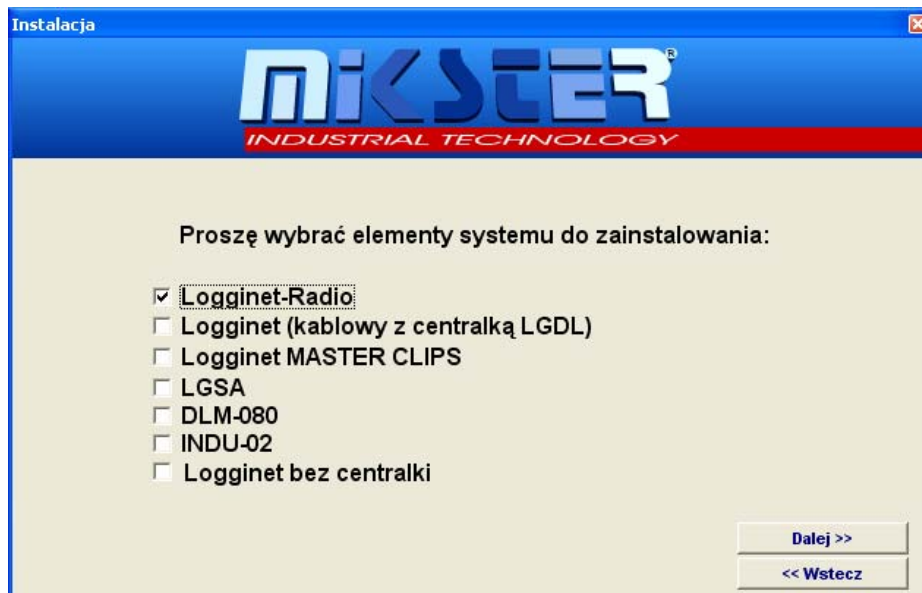 Instalacja
MIKSTER®
INDUSTRIAL TECHNOLOGY
Proszę wybrać elementy systemu do zainstalowania:
Logginet-Radio
Logginet (kablowy z centralką LGDL)
Logginet MASTER CLIPS
LGSA
DLM-080
INDU-02
Logginet bez centralki
Dalej >>
<< Wstecz